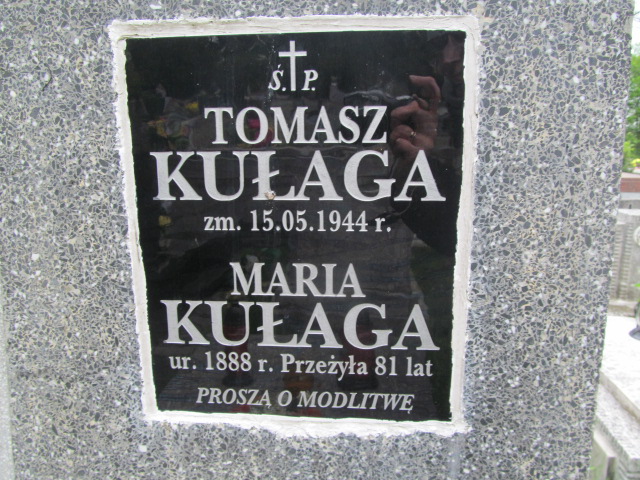 Ś. P.
TOMASZ
KUŁAGA
zm. 15.05.1944 r.
MARIA
KUŁAGA
ur. 1888 r. Przeżyła 81 lat
PROSZĄ O MODLITWĘ